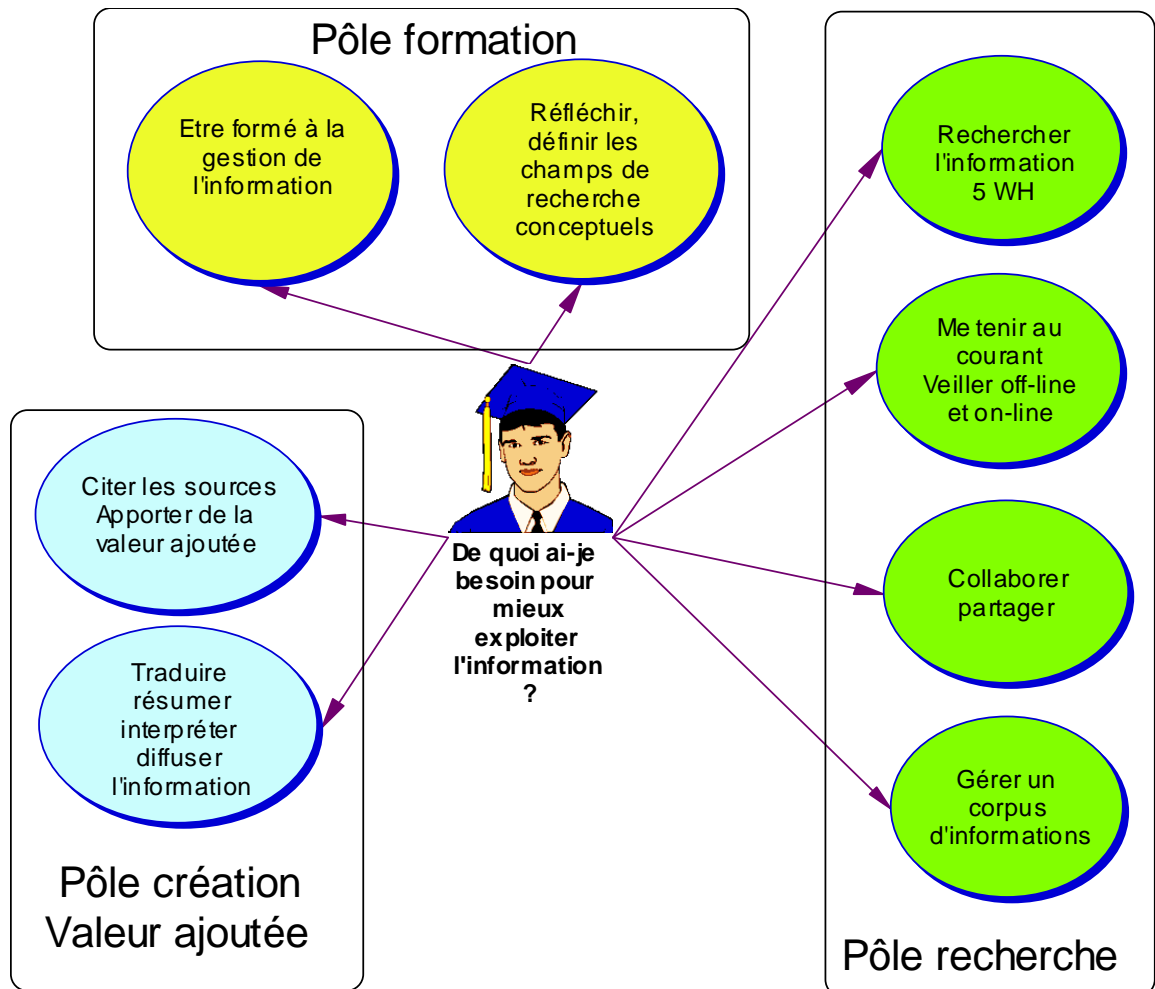 Pôle formation
Etre formé à la
gestion de
l'information
Réfléchir,
définir les
champs de
recherche
conceptuels
Rechercher
l'information
5 WH
Me tenir au
courant
Veiller off-line
et on-line
Collaborer
partager
Gérer un
corpus
d'informations
Pôle recherche
De quoi ai-je
besoin pour
mieux
exploiter
l'information
?
Citer les sources
Apporter de la
valeur ajoutée
Traduire
résumer
interpréter
diffuser
l'information
Pôle création
Valeur ajoutée